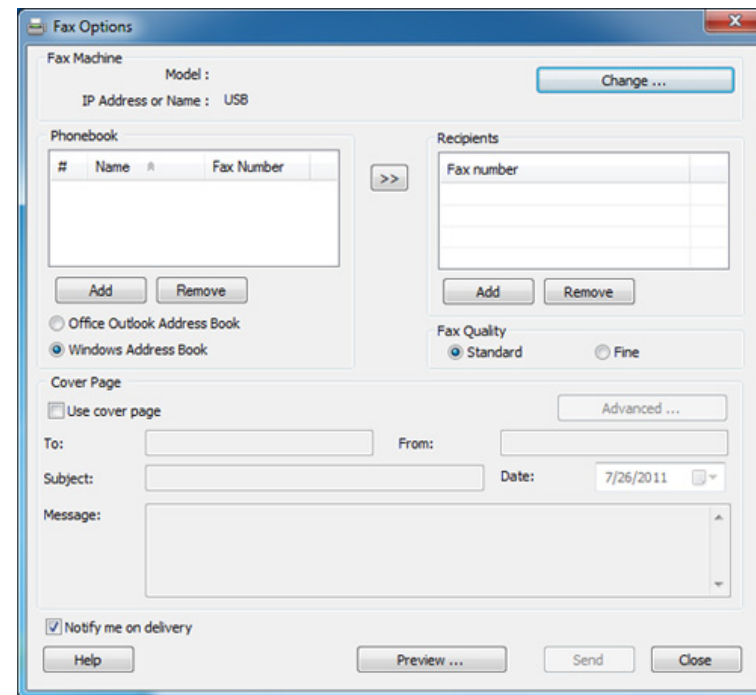 Fax Options
Fax Machine
Model :
Change ...
IP Address or Name : USB
Phonebook
Recipients
# Name Fax Number
>>
Fax number
Add Remove
Add Remove
Office Outlook Address Book
Windows Address Book
Fax Quality
Standard Fine
Cover Page
Use cover page
Advanced ...
To:
From:
Subject:
Date: 7/26/2011
Message:
Notify me on delivery
Help Preview ... Send Close